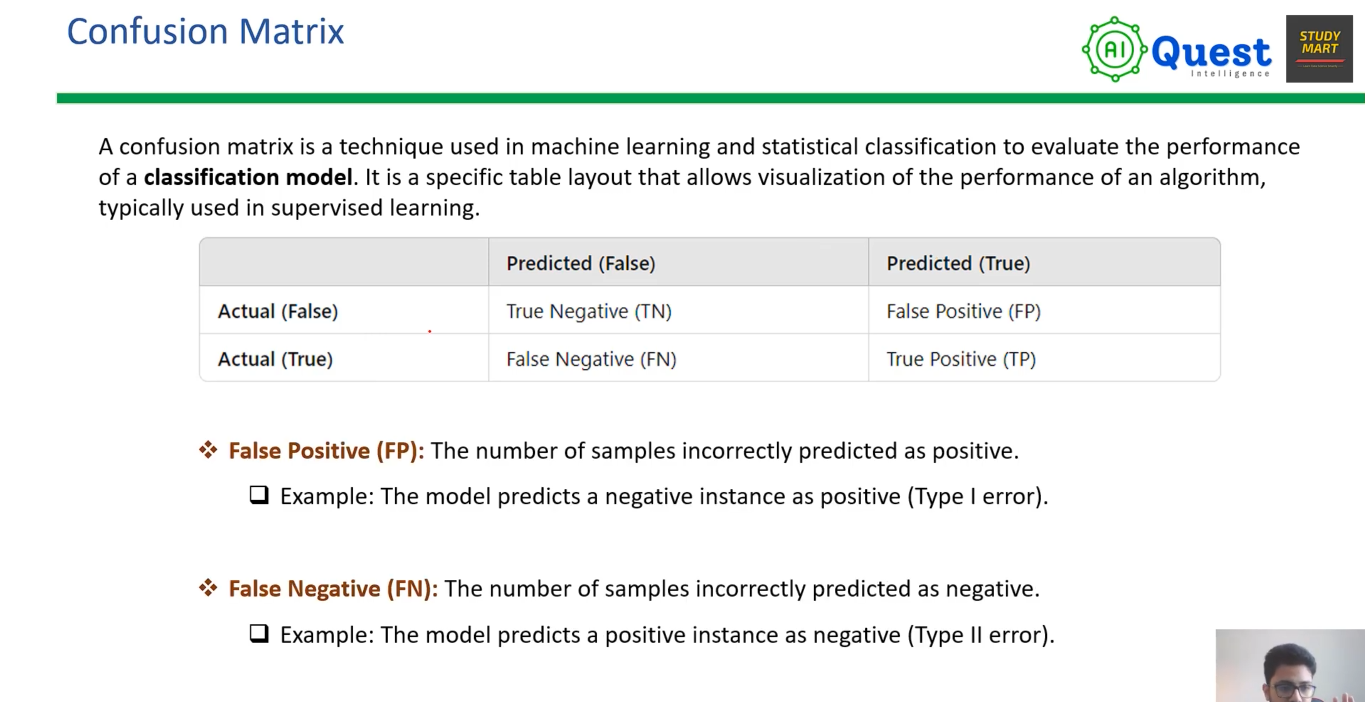 Confusion Matrix
AI Quest
Intelligence
STUDY
MART
A confusion matrix is a technique used in machine learning and statistical classification to evaluate the performance
of a classification model. It is a specific table layout that allows visualization of the performance of an algorithm,
typically used in supervised learning.
Predicted (False) Predicted (True)
Actual (False) True Negative (TN) False Positive (FP)
Actual (True) False Negative (FN) True Positive (TP)
False Positive (FP): The number of samples incorrectly predicted as positive.
Example: The model predicts a negative instance as positive (Type I error).
False Negative (FN): The number of samples incorrectly predicted as negative.
Example: The model predicts a positive instance as negative (Type II error).